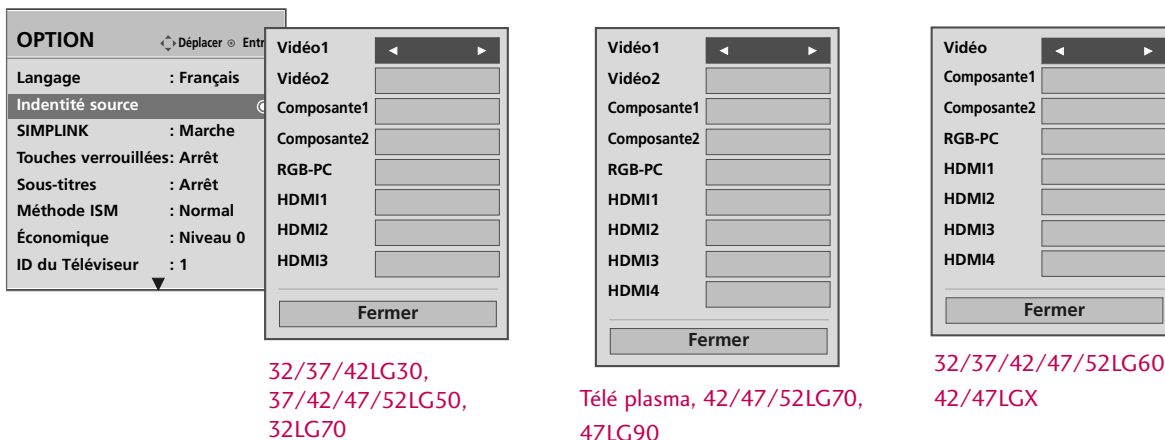 OPTION
Déplacer Entr
Langage : Français
Indentité source
SIMPLINK : Marche
Touches verrouillées: Arrêt
Sous-titres : Arrêt
Méthode ISM : Normal
Économique : Niveau 0
ID du Téléviseur : 1
Vidéo1
Vidéo2
Composante1
Composante2
RGB-PC
HDMI1
HDMI2
HDMI3
Fermer
32/37/42LG30,
37/42/47/52LG50,
32LG70
Vidéo1
Vidéo2
Composante1
Composante2
RGB-PC
HDMI1
HDMI2
HDMI3
HDMI4
Fermer
Télé plasma, 42/47/52LG70,
47LG90
Vidéo
Composante1
Composante2
RGB-PC
HDMI1
HDMI2
HDMI3
HDMI4
Fermer
32/37/42/47/52LG60
42/47LGX